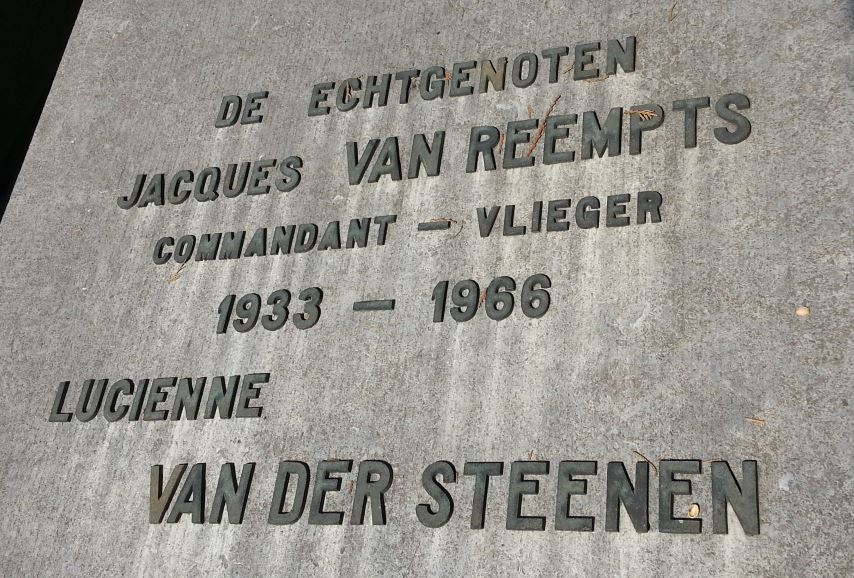 DE ECHTGENOTEN
JACQUES VAN REEMPTS
COMMANDANT - VLIEGER
1933 - 1966
LUCIENNE
VAN DER STEENEN